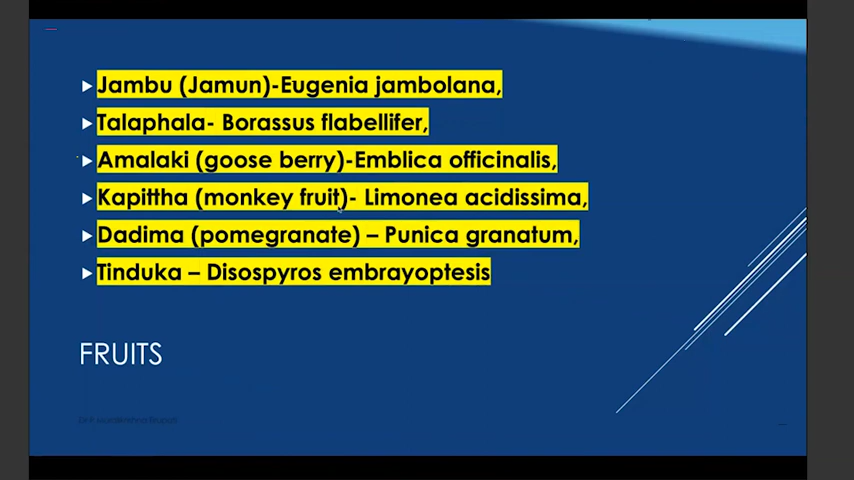 Jambu (Jamun)-Eugenia jambolana,
Talaphala- Borassus flabellifer,
Amalaki (goose berry)-Emblica officinalis,
Kapittha (monkey fruit)- Limonea acidissima,
Dadima (pomegranate) – Punica granatum,
Tinduka – Disospyros embrayoptesis
FRUITS